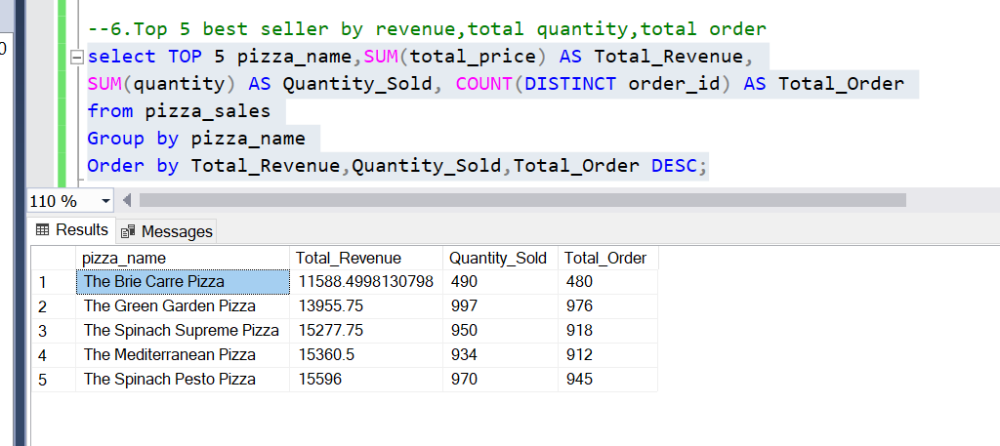 --6.Top 5 best seller by revenue,total quantity,total order
select TOP 5 pizza_name,SUM(total_price) AS Total_Revenue,
SUM(quantity) AS Quantity_Sold, COUNT(DISTINCT order_id) AS Total_Order
from pizza_sales
Group by pizza_name
Order by Total_Revenue,Quantity_Sold,Total_Order DESC;
110 %
Results Messages
pizza_name Total_Revenue Quantity_Sold Total_Order
1 The Brie Carre Pizza 11588.4998130798 490 480
2 The Green Garden Pizza 13955.75 997 976
3 The Spinach Supreme Pizza 15277.75 950 918
4 The Mediterranean Pizza 15360.5 934 912
5 The Spinach Pesto Pizza 15596 970 945